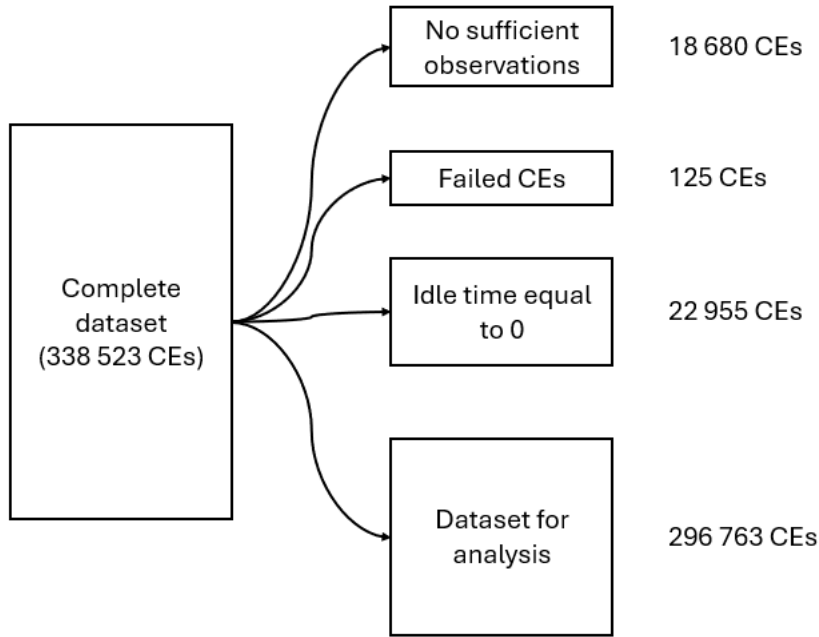 Complete
dataset
(338 523 CEs)
No sufficient
observations
18 680 CEs
Failed CEs
125 CEs
Idle time equal
to 0
22 955 CEs
Dataset for
analysis
296 763 CEs